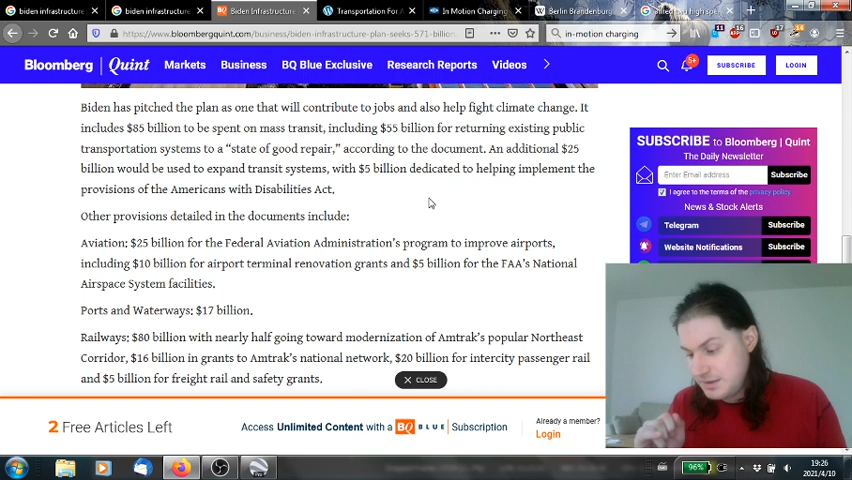 biden infrastructure
biden infrastructure
Biden Infrastructure
Transportation For A
In Motion Charging
Berlin Brandenburg
https://www.bloombergquint.com/business/biden-infrastructure-plan-seeks-571-billion
in-motion charging
Bloomberg | Quint
Markets
Business
BQ Blue Exclusive
Research Reports
Videos
5+
SUBSCRIBE
LOGIN
Biden has pitched the plan as one that will contribute to jobs and also help fight climate change. It
includes $85 billion to be spent on mass transit, including $55 billion for returning existing public
transportation systems to a “state of good repair,” according to the document. An additional $25
billion would be used to expand transit systems, with $5 billion dedicated to helping implement the
provisions of the Americans with Disabilities Act.
Other provisions detailed in the documents include:
Aviation: $25 billion for the Federal Aviation Administration’s program to improve airports,
including $10 billion for airport terminal renovation grants and $5 billion for the FAA’s National
Airspace System facilities.
Ports and Waterways: $17 billion.
Railways: $80 billion with nearly half going toward modernization of Amtrak’s popular Northeast
Corridor, $16 billion in grants to Amtrak’s national network, $20 billion for intercity passenger rail
and $5 billion for freight rail and safety grants.
SUBSCRIBE to Bloomberg | Quint
The Daily Newsletter
Enter Email address
Subscribe
I agree to the terms of the privacy policy
News & Stock Alerts
Telegram
Subscribe
Website Notifications
Subscribe
CLOSE
2 Free Articles Left
Access Unlimited Content with a BQ BLUE Subscription
Already a member?
Login
96%
19:26
2021/4/10